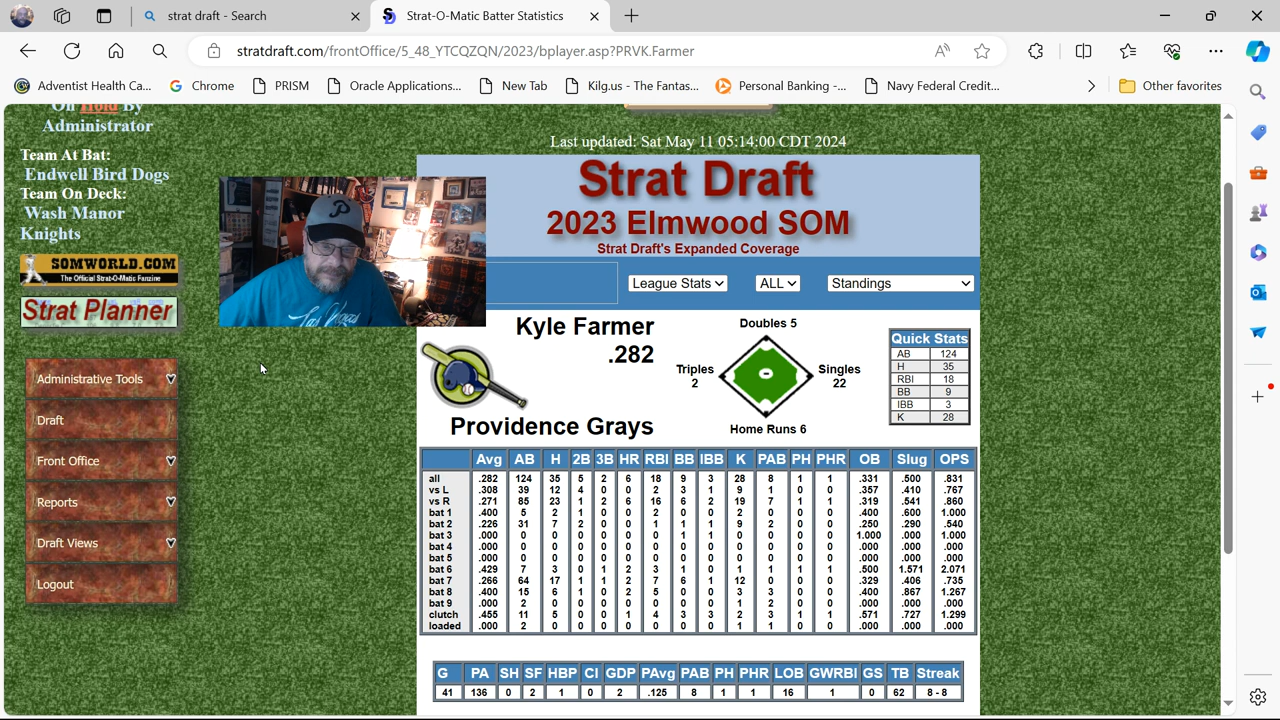 strat draft - Search
Strat-O-Matic Batter Statistics
stratdraft.com/frontOffice/5_48_YTCQZQN/2023/bplayer.asp?PRVK.Farmer
Adventist Health Ca...
Chrome
PRISM
Oracle Applications...
New Tab
Kilg.us - The Fantas...
Personal Banking -...
Navy Federal Credit...
Other favorites
On Hold By
Administrator
Team At Bat:
Endwell Bird Dogs
Team On Deck:
Wash Manor
Knights
SOMWORLD.COM
The Official Strat-O-Matic Fanzine
Strat Planner
Administrative Tools
Draft
Front Office
Reports
Draft Views
Logout
Last updated: Sat May 11 05:14:00 CDT 2024
Strat Draft
2023 Elmwood SOM
Strat Draft's Expanded Coverage
League Stats ALL Standings
Kyle Farmer
.282
Providence Grays
Doubles 5
Triples
2
Singles
22
Home Runs 6
Quick Stats
AB 124
H 35
RBI 18
BB 9
IBB 3
K 28
Avg AB H 2B 3B HR RBI BB IBB K PAB PH PHR OB Slug OPS
all .282 124 35 5 2 6 18 9 3 28 8 1 1 .331 .500 .831
vs L .308 39 12 4 0 0 2 3 1 9 1 0 0 .357 .410 .767
vs R .271 85 23 1 2 6 16 6 2 19 7 1 1 .319 .541 .860
bat 1 .400 5 2 1 0 0 2 0 0 2 0 0 0 .400 .600 1.000
bat 2 .226 31 7 2 0 0 1 1 1 9 2 0 0 .250 .290 .540
bat 3 .000 0 0 0 0 0 0 1 1 0 0 0 0 1.000 .000 1.000
bat 4 .000 0 0 0 0 0 0 0 0 0 0 0 0 .000 .000 .000
bat 5 .000 0 0 0 0 0 0 0 0 0 0 0 0 .000 .000 .000
bat 6 .429 7 3 0 1 2 3 1 0 1 1 1 1 .500 1.571 2.071
bat 7 .266 64 17 1 1 2 7 6 1 12 0 0 0 .329 .406 .735
bat 8 .400 15 6 1 0 2 5 0 0 3 3 0 0 .400 .867 1.267
bat 9 .000 2 0 0 0 0 0 0 0 1 2 0 0 .000 .000 .000
clutch .455 11 5 0 0 1 4 3 3 2 3 1 1 .571 .727 1.299
loaded .000 2 0 0 0 0 0 0 0 1 1 0 0 .000 .000 .000
G PA SH SF HBP CI GDP PAvg PAB PH PHR LOB GWRBI GS TB Streak
41 136 0 2 1 0 2 .125 8 1 1 16 1 0 62 8 - 8